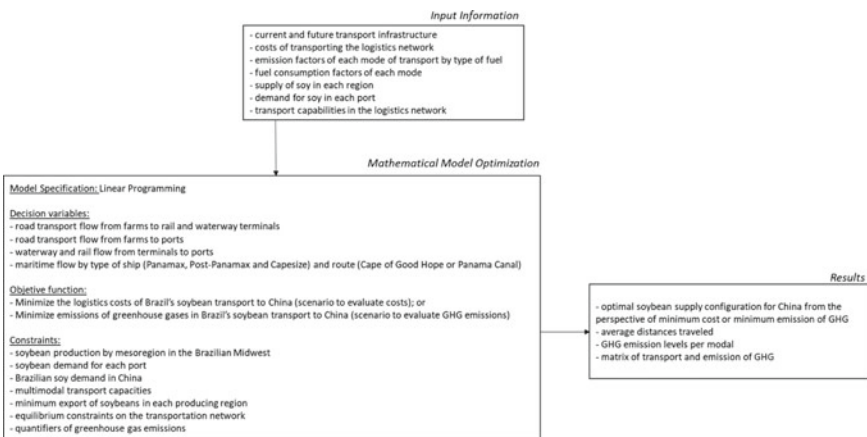 Input Information
- current and future transport infrastructure
- costs of transporting the logistics network
- emission factors of each mode of transport by type of fuel
- fuel consumption factors of each mode
- supply of soy in each region
- demand for soy in each port
- transport capabilities in the logistics network
Mathematical Model Optimization
Model Specification: Linear Programming
Decision variables:
- road transport flow from farms to rail and waterway terminals
- road transport flow from farms to ports
- waterway and rail flow from terminals to ports
- maritime flow by type of ship (Panamax, Post-Panamax and Capesize) and route (Cape of Good Hope or Panama Canal)
Objetive function:
- Minimize the logistics costs of Brazil's soybean transport to China (scenario to evaluate costs); or
- Minimize emissions of greenhouse gases in Brazil's soybean transport to China (scenario to evaluate GHG emissions)
Constraints:
- soybean production by mesoregion in the Brazilian Midwest
- soybean demand for each port
- Brazilian soy demand in China
- multimodal transport capacities
- minimum export of soybeans in each producing region
- equilibrium constraints on the transportation network
- quantifiers of greenhouse gas emissions
Results
- optimal soybean supply configuration for China from the
perspective of minimum cost or minimum emission of GHG
- average distances traveled
- GHG emission levels per modal
- matrix of transport and emission of GHG